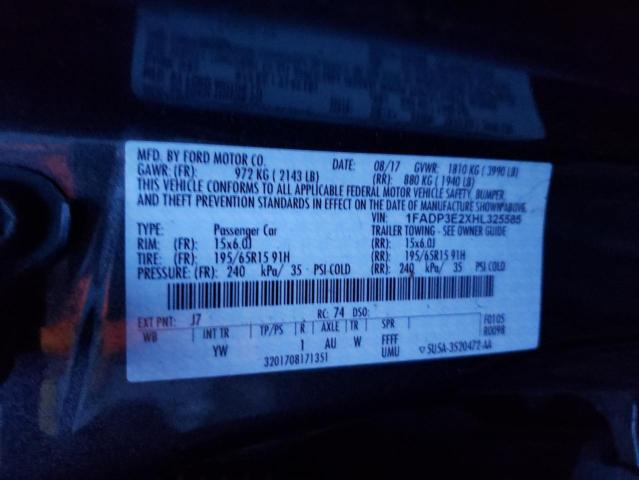 MFD. BY FORD MOTOR CO. DATE: 08/17 GVWR: 1810 KG ( 3990 LB)
GAWR: (FR): 972 KG ( 2143 LB) (RR): 880 KG ( 1940 LB)
THIS VEHICLE CONFORMS TO ALL APPLICABLE FEDERAL MOTOR VEHICLE SAFETY, BUMPER,
AND THEFT PREVENTION STANDARDS IN EFFECT ON THE DATE OF MANUFACTURE SHOWN ABOVE.
VIN: 1FADP3E2XHL325585
TYPE: Passenger Car TRAILER TOWING - SEE OWNER GUIDE
RIM: (FR): 15x6.0J (RR): 15x6.0J
TIRE: (FR): 195/65R15 91H (RR): 195/65R15 91H
PRESSURE: (FR): 240 kPa/ 35 PSI COLD (RR): 240 kPa/ 35 PSI COLD
EXT PNT: J7 RC: 74 DSO: F0105
WB INT TR TP/PS R AXLE TR SPR R0098
YW 1 AU W FFFF
UMU
3201708171351 ▽ SU5A-3520472-AA